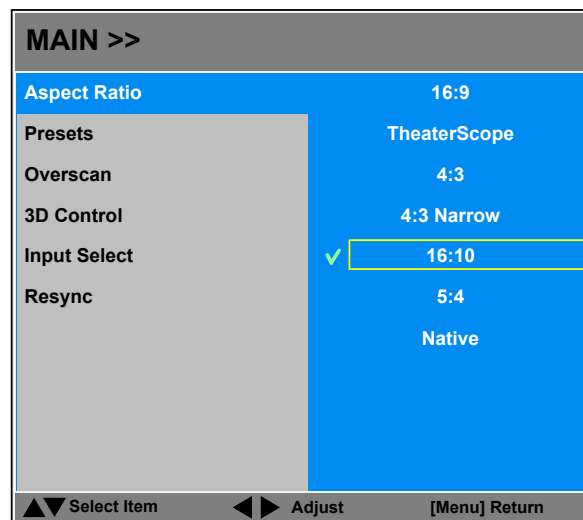 MAIN >>
Aspect Ratio 16:9
Presets TheaterScope
Overscan 4:3
3D Control 4:3 Narrow
Input Select 16:10
Resync 5:4
Native
Select Item Adjust [Menu] Return